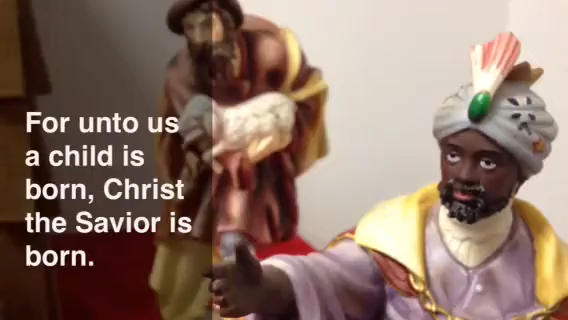 For unto us
a child is
born, Christ
the Savior is
born.